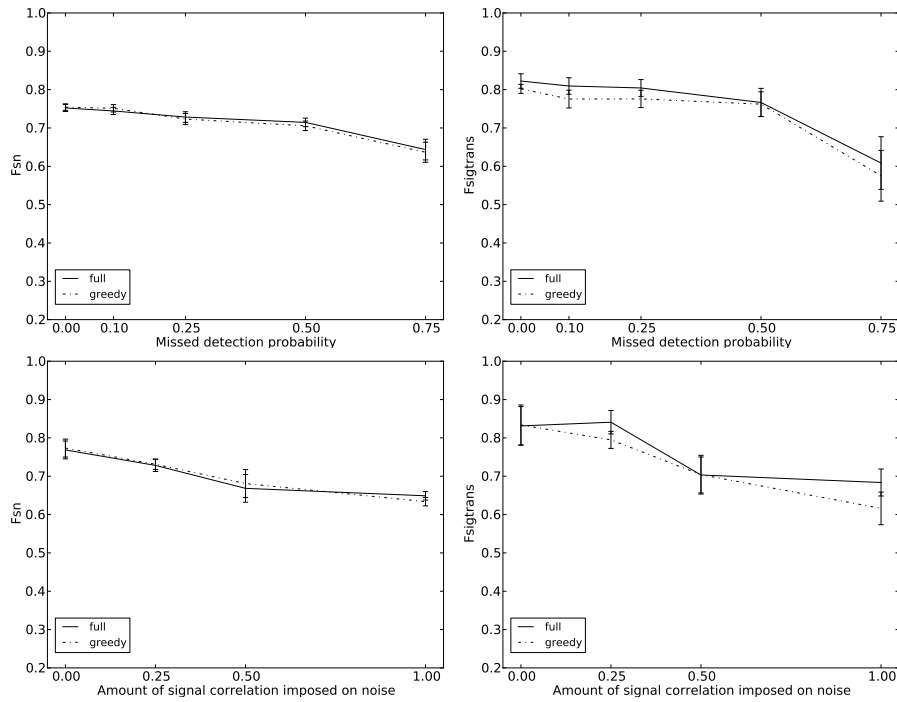 1.0
0.9
0.8
0.7
0.6
0.5
0.4
0.3
0.2
Fsn
full
greedy
0.00 0.10 0.25 0.50 0.75
Missed detection probability
1.0
0.9
0.8
0.7
0.6
0.5
0.4
0.3
0.2
Fsigtrans
full
greedy
0.00 0.10 0.25 0.50 0.75
Missed detection probability
1.0
0.9
0.8
0.7
0.6
0.5
0.4
0.3
0.2
Fsn
full
greedy
0.00 0.25 0.50 1.00
Amount of signal correlation imposed on noise
1.0
0.9
0.8
0.7
0.6
0.5
0.4
0.3
0.2
Fsigtrans
full
greedy
0.00 0.25 0.50 1.00
Amount of signal correlation imposed on noise